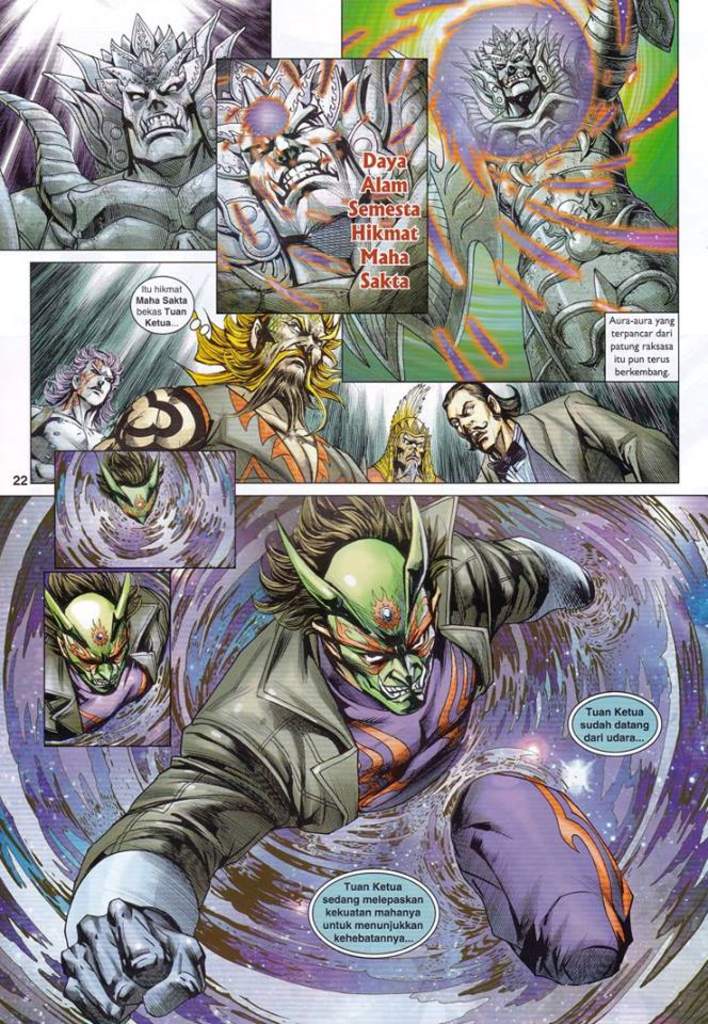 Daya
Alam
Semesta
Hikmat
Maha
Sakta
Aura-aura yang
terpancar dari
patung raksasa
itu pun terus
berkembang.
Itu hikmat
Maha Sakta
bekas Tuan
Ketua...
22
Tuan Ketua
sudah datang
dari udara...
Tuan Ketua
sedang melepaskan
kekuatan mahanya
untuk menunjukkan
kehebatannya...